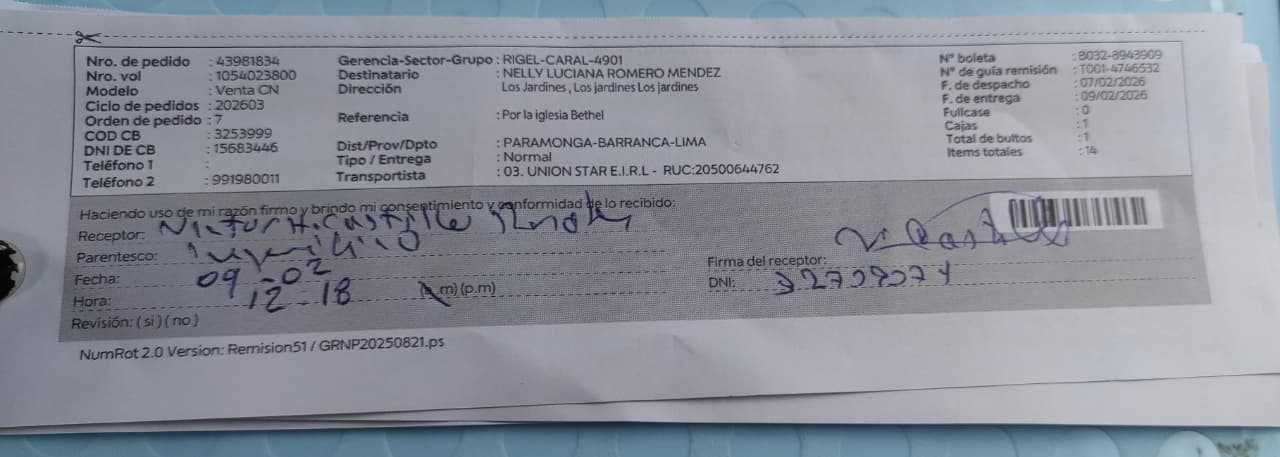 Nro. de pedido : 43981834
Nro. vol : 1054023800
Modelo : Venta CN
Ciclo de pedidos : 202603
Orden de pedido : 7
COD CB : 3253999
DNI DE CB : 15683446
Teléfono 1 :
Teléfono 2 : 991980011
Gerencia-Sector-Grupo : RIGEL-CARAL-4901
Destinatario : NELLY LUCIANA ROMERO MENDEZ
Dirección Los Jardines , Los jardines Los jardines
Referencia : Por la iglesia Bethel
Dist/Prov/Dpto : PARAMONGA-BARRANCA-LIMA
Tipo / Entrega : Normal
Transportista : 03. UNION STAR E.I.R.L - RUC:20500644762
N° boleta : B032-8943909
N° de guía remisión : T001-4746532
F. de despacho : 07/02/2026
F. de entrega : 09/02/2026
Fullcase : 0
Cajas : 1
Total de bultos : 1
Items totales : 14
Haciendo uso de mi razón firmo y brindo mi consentimiento y conformidad de lo recibido:
Receptor: Castillo
Parentesco:
Fecha: 09-02
Hora: 12-18 (a.m) (p.m)
Revisión: ( si ) ( no )
Firma del receptor:
DNI:
NumRot 2.0 Version: Remision51 / GRNP20250821.ps